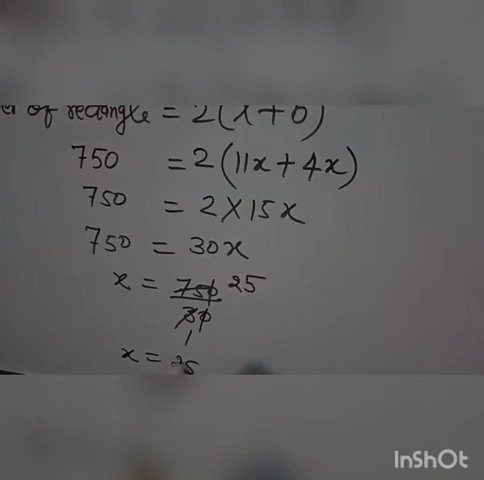 of rectangle = 2(l+b)
750 = 2(11x+4x)
750 = 2×15x
750 = 30x
x = 750/30 25
1
x = 25
InShOt